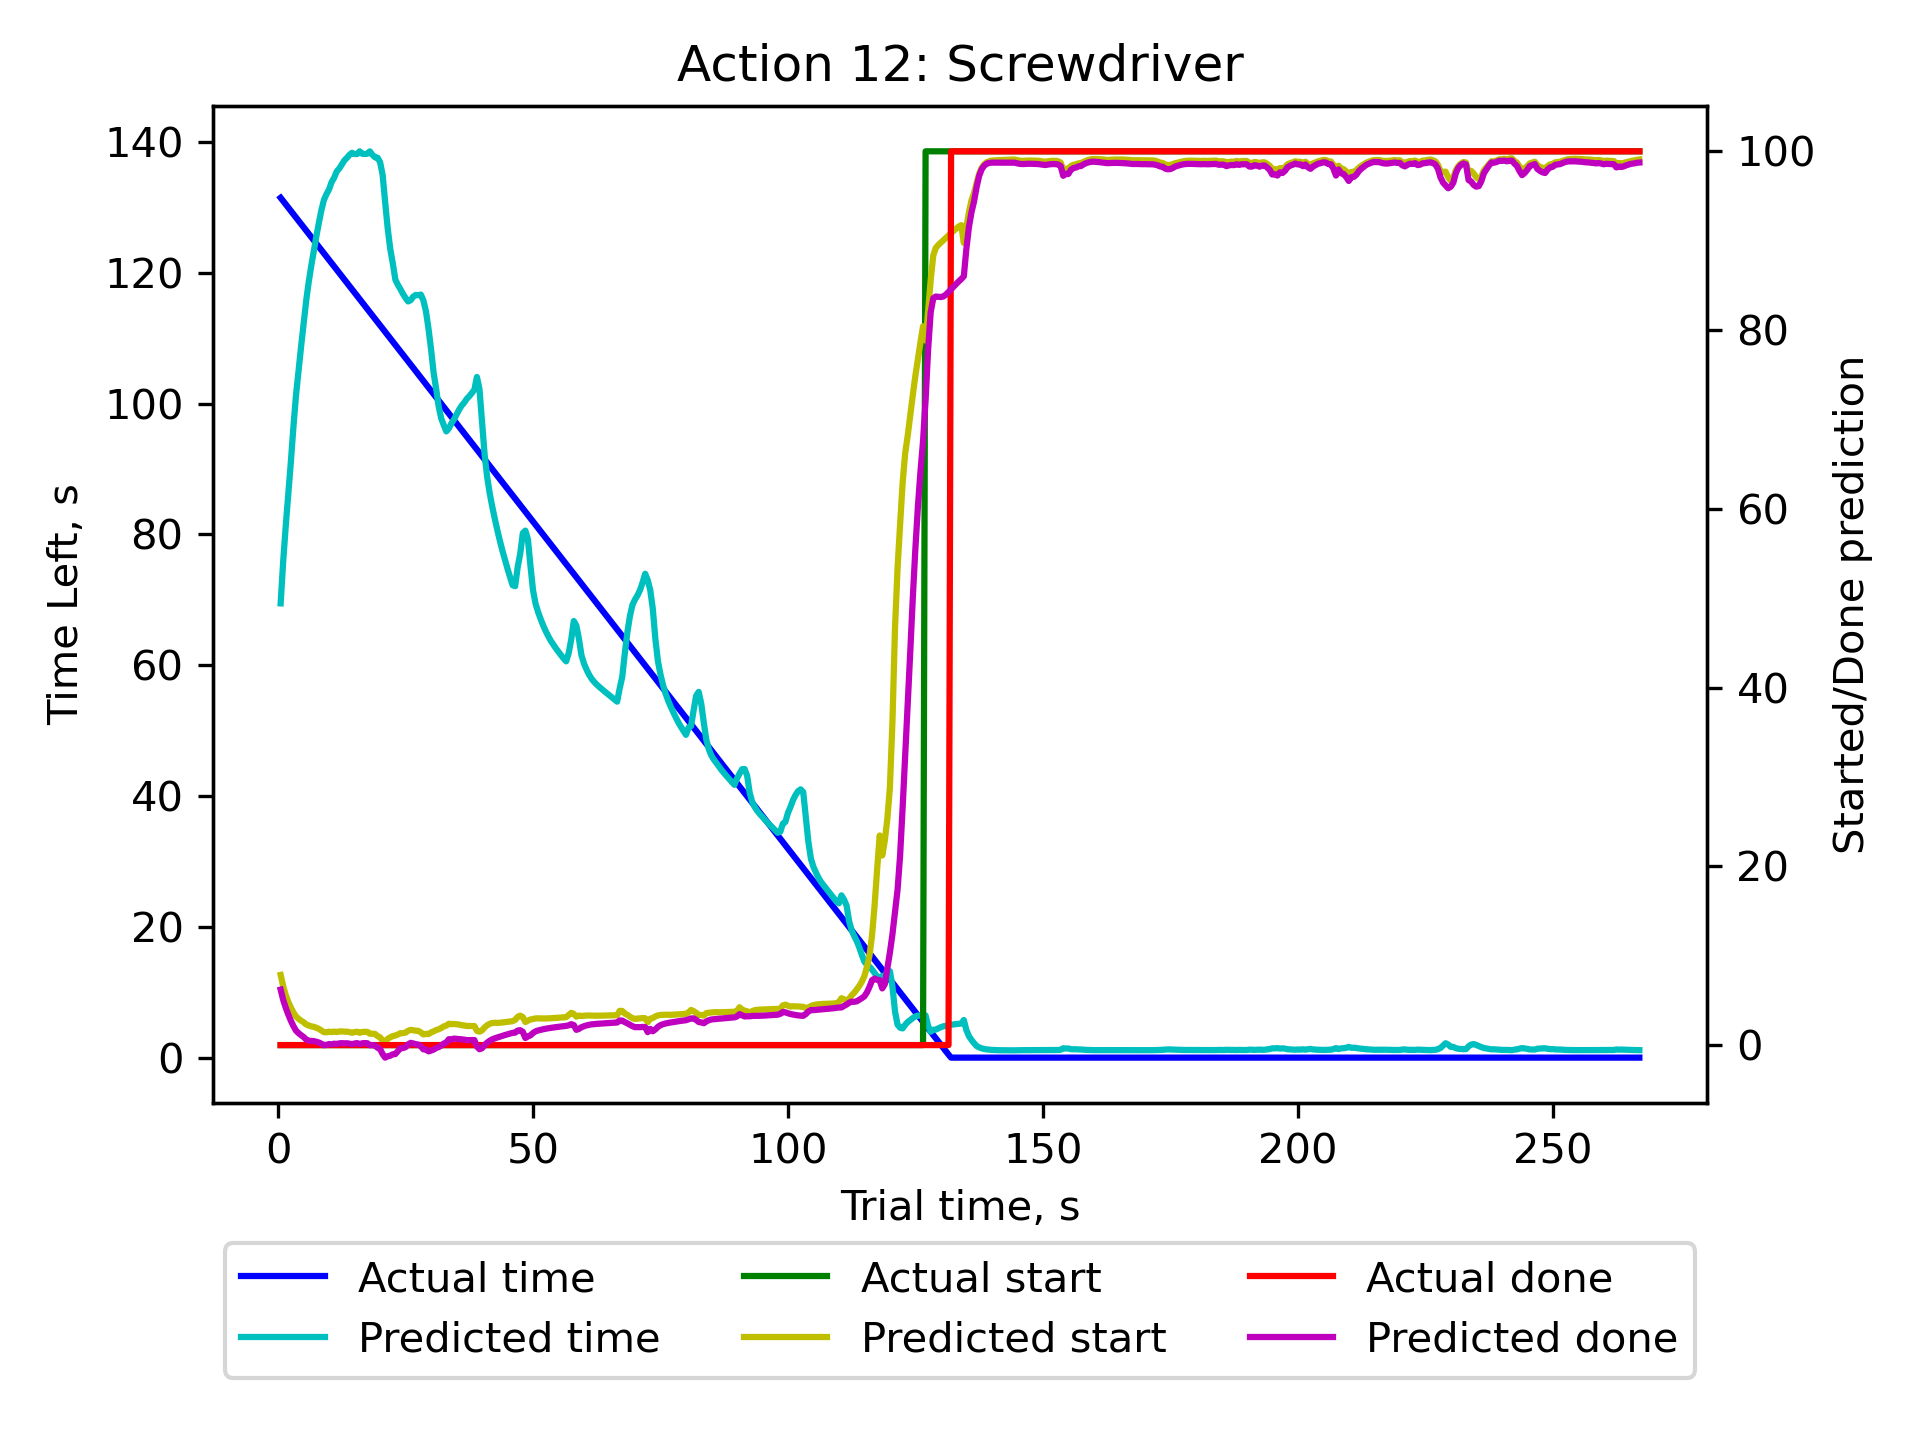 Action 12: Screwdriver
140
120
100
80
60
40
20
0
Time Left, s
100
80
60
40
20
0
Started/Done prediction
0 50 100 150 200 250
Trial time, s
Actual time Actual start Actual done
Predicted time Predicted start Predicted done